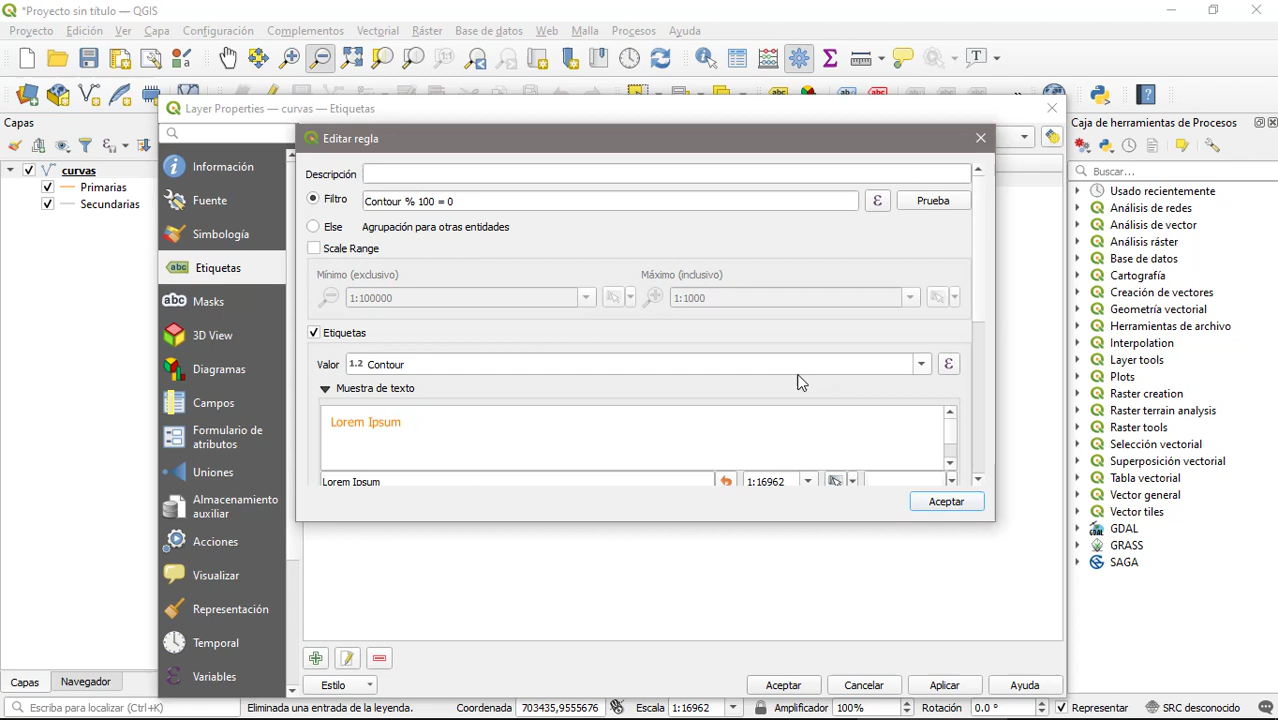 *Proyecto sin título — QGIS
Proyecto Edición Ver Capa Configuración Complementos Vectorial Ráster Base de datos Web Malla Procesos Ayuda
Capas
curvas
Primarias
Secundarias
Layer Properties — curvas — Etiquetas
Información
Fuente
Simbología
abc Etiquetas
abc Masks
3D View
Diagramas
Campos
Formulario de
atributos
Uniones
Almacenamiento
auxiliar
Acciones
Visualizar
Representación
Temporal
Variables
Editar regla
Descripción
Filtro Contour % 100 = 0 ε Prueba
Else Agrupación para otras entidades
Scale Range
Mínimo (exclusivo) Máximo (inclusivo)
1:100000 1:1000
Etiquetas
Valor 1.2 Contour ε
Muestra de texto
Lorem Ipsum
Lorem Ipsum 1:16962
Aceptar
Estilo Aceptar Cancelar Aplicar Ayuda
Caja de herramientas de Procesos
Buscar...
Usado recientemente
Análisis de redes
Análisis de vector
Análisis ráster
Base de datos
Cartografía
Creación de vectores
Geometría vectorial
Herramientas de archivo
Interpolation
Layer tools
Plots
Raster creation
Raster terrain analysis
Raster tools
Selección vectorial
Superposición vectorial
Tabla vectorial
Vector general
Vector tiles
GDAL
GRASS
SAGA
Capas Navegador
Escriba para localizar (Ctrl+K) Eliminada una entrada de la leyenda. Coordenada 703435,9555676 Escala 1:16962 Amplificador 100% Rotación 0.0 ° Representar SRC desconocido